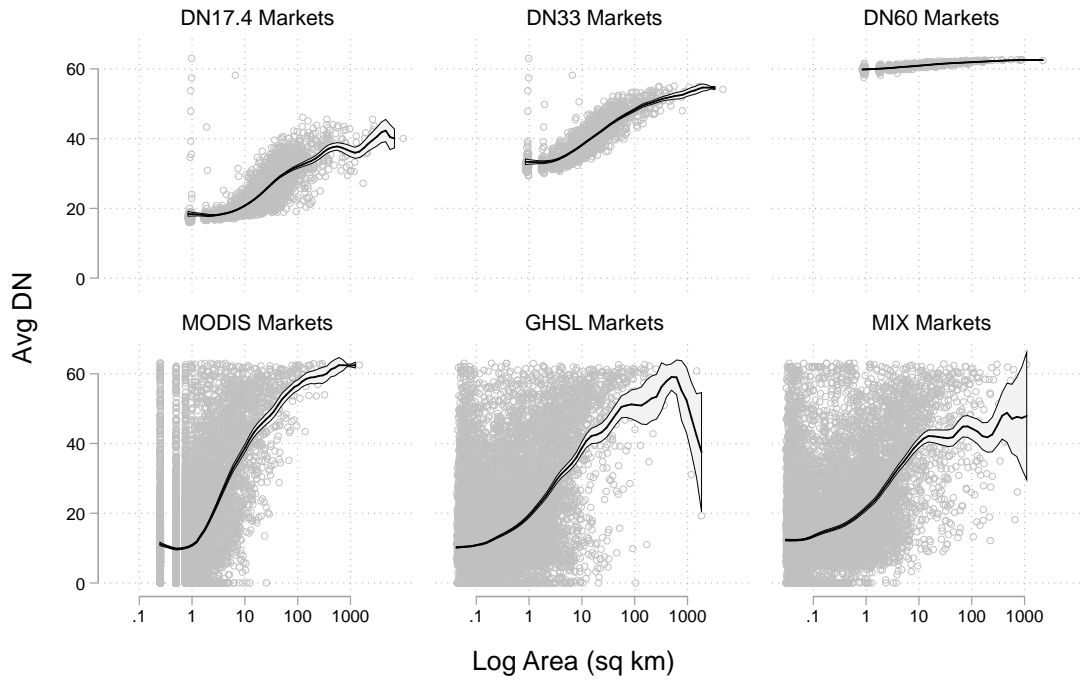 DN17.4 Markets DN33 Markets DN60 Markets
60
40
20
0
MODIS Markets GHSL Markets MIX Markets
60
40
20
0
.1 1 10 100 1000 .1 1 10 100 1000 .1 1 10 100 1000
Avg DN
Log Area (sq km)